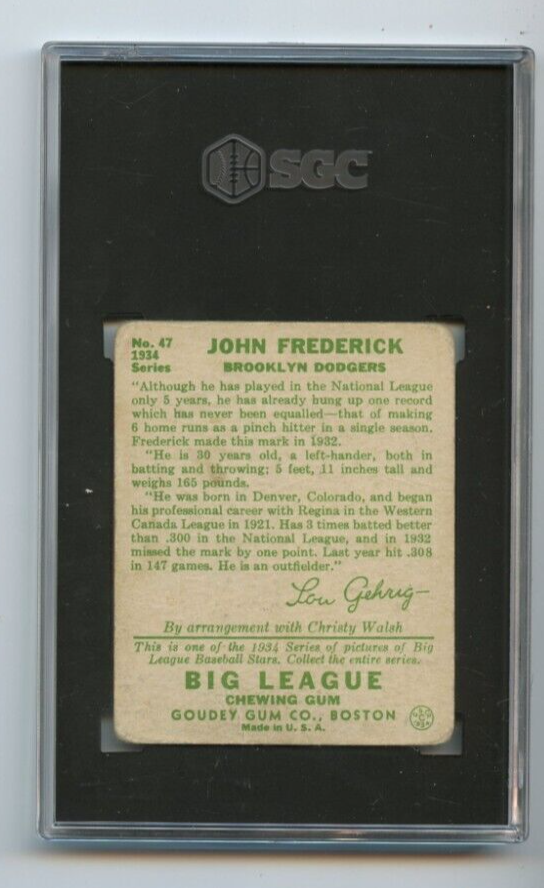 SGC
No. 47
1934
Series
JOHN FREDERICK
BROOKLYN DODGERS
"Although he has played in the National League
only 5 years, he has already hung up one record
which has never been equalled—that of making
6 home runs as a pinch hitter in a single season.
Frederick made this mark in 1932.
"He is 30 years old, a left-hander, both in
batting and throwing; 5 feet, 11 inches tall and
weighs 165 pounds.
"He was born in Denver, Colorado, and began
his professional career with Regina in the Western
Canada League in 1921. Has 3 times batted better
than .300 in the National League, and in 1932
missed the mark by one point. Last year hit .308
in 147 games. He is an outfielder."
Lou Gehrig
By arrangement with Christy Walsh
This is one of the 1934 Series of pictures of Big
League Baseball Stars. Collect the entire series.
BIG LEAGUE
CHEWING GUM
GOUDEY GUM CO., BOSTON
Made in U. S. A.